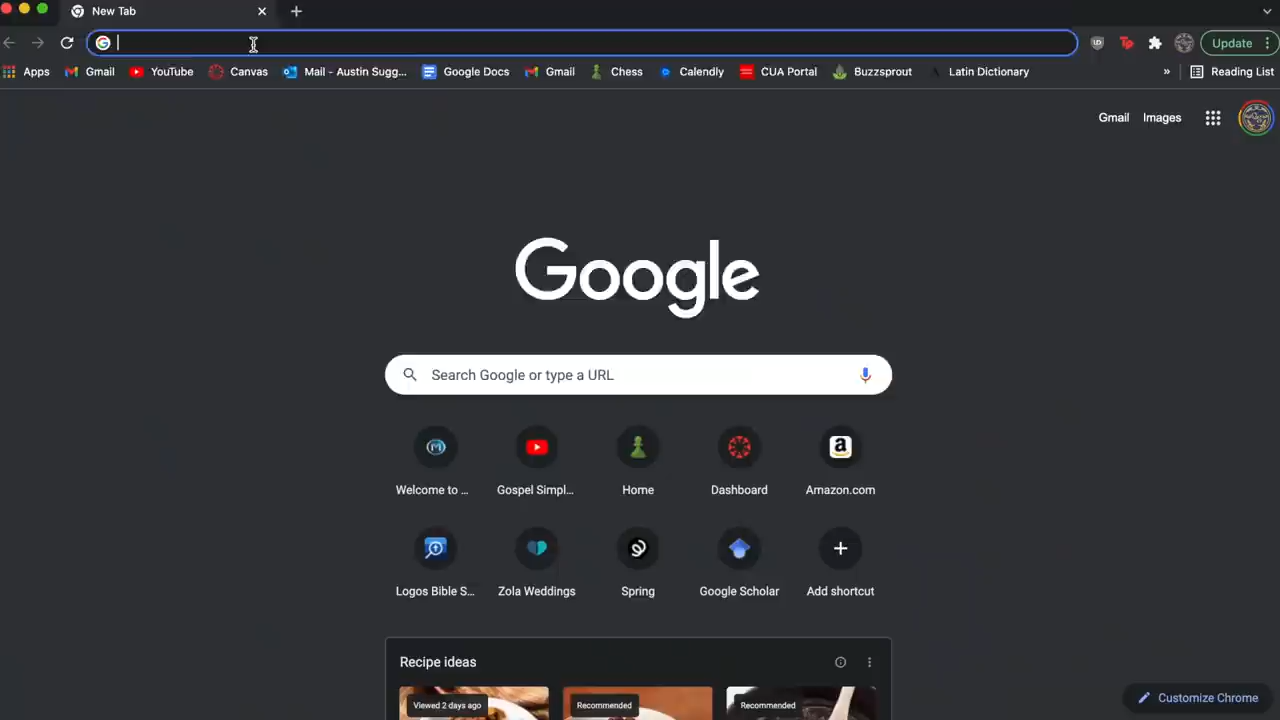 New Tab
Update
Apps Gmail YouTube Canvas Mail - Austin Sugg... Google Docs Gmail Chess Calendly CUA Portal Buzzsprout Latin Dictionary » Reading List
Gmail Images
Google
Search Google or type a URL
Welcome to ... Gospel Simpl... Home Dashboard Amazon.com
Logos Bible S... Zola Weddings Spring Google Scholar Add shortcut
Recipe ideas
Viewed 2 days ago Recommended Recommended
Customize Chrome